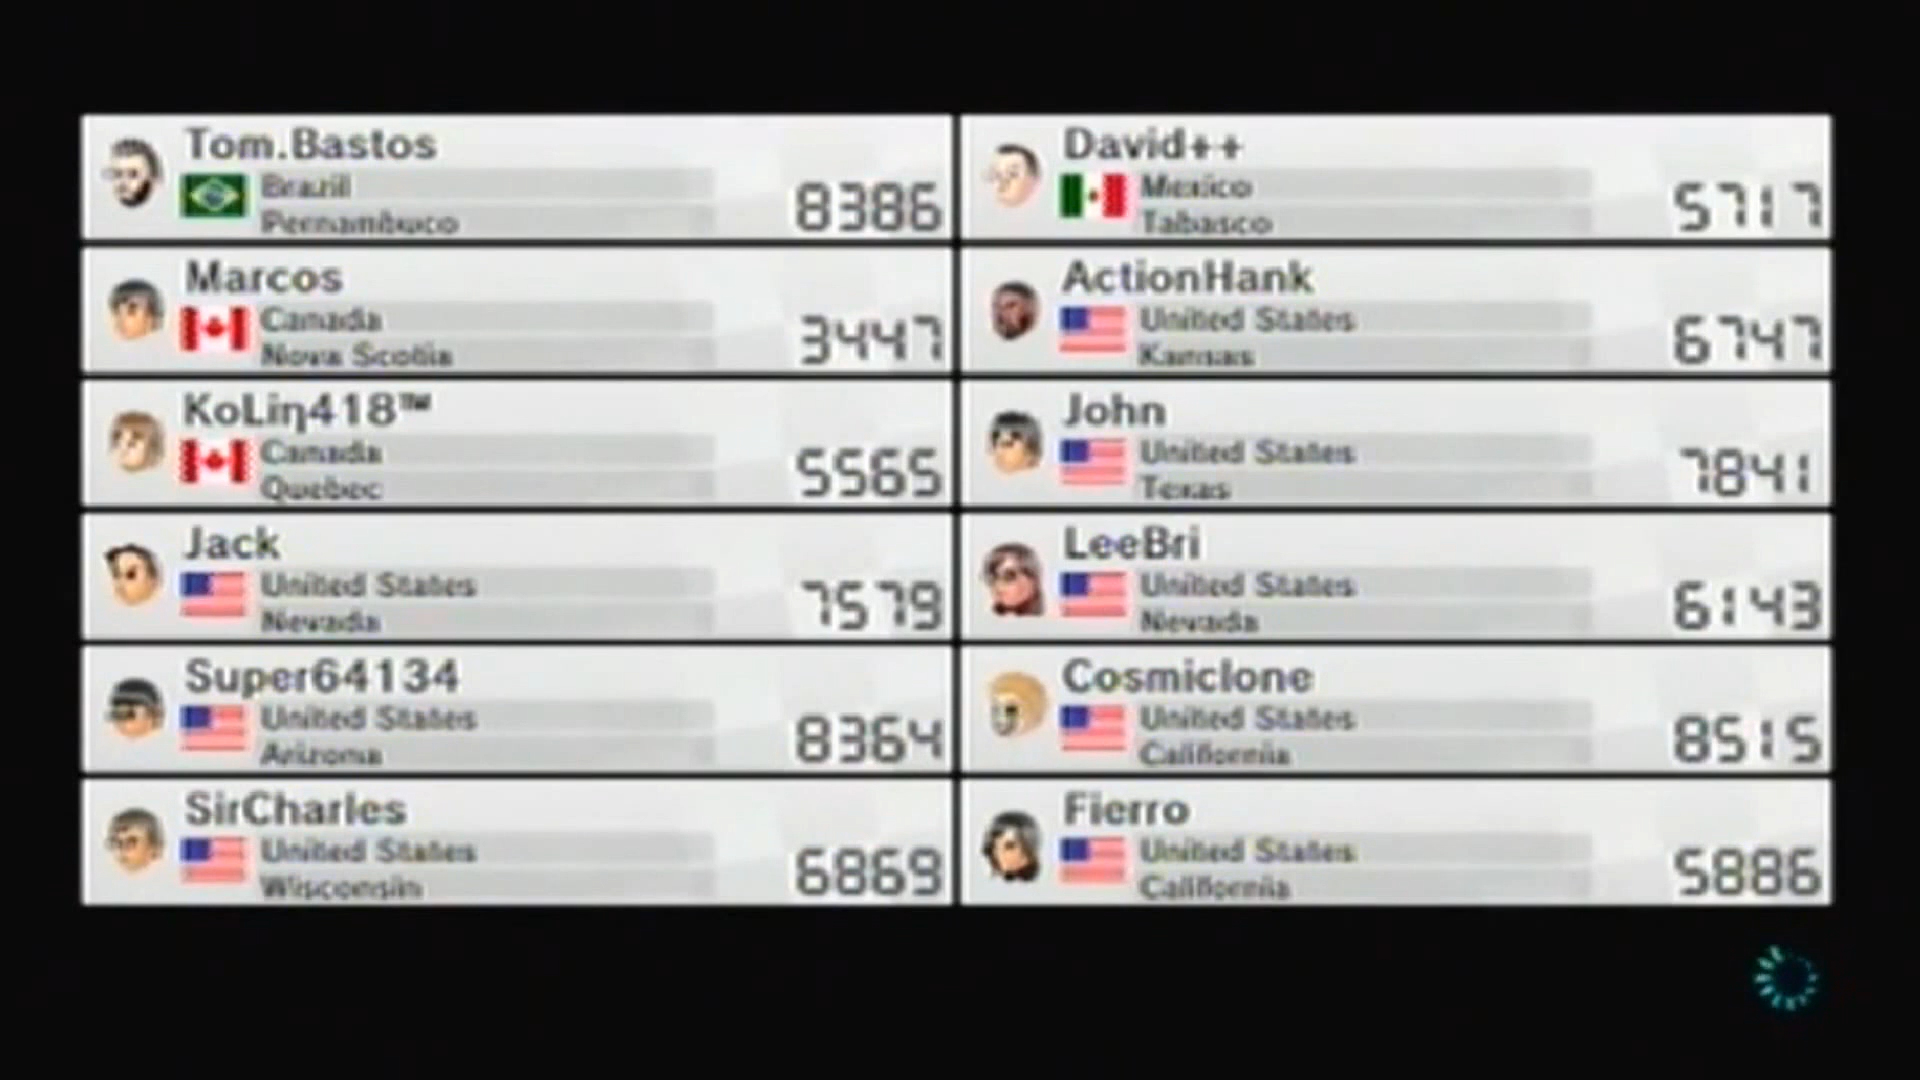 Tom.Bastos
Brazil
Pernambuco
8386
David++
Mexico
Tabasco
5717
Marcos
Canada
Nova Scotia
3447
ActionHank
United States
Kansas
6747
KoLiη418™
Canada
Quebec
5565
John
United States
Texas
7841
Jack
United States
Nevada
7579
LeeBri
United States
Nevada
6143
Super64134
United States
Arizona
8364
Cosmiclone
United States
California
8515
SirCharles
United States
Wisconsin
6869
Fierro
United States
California
5886